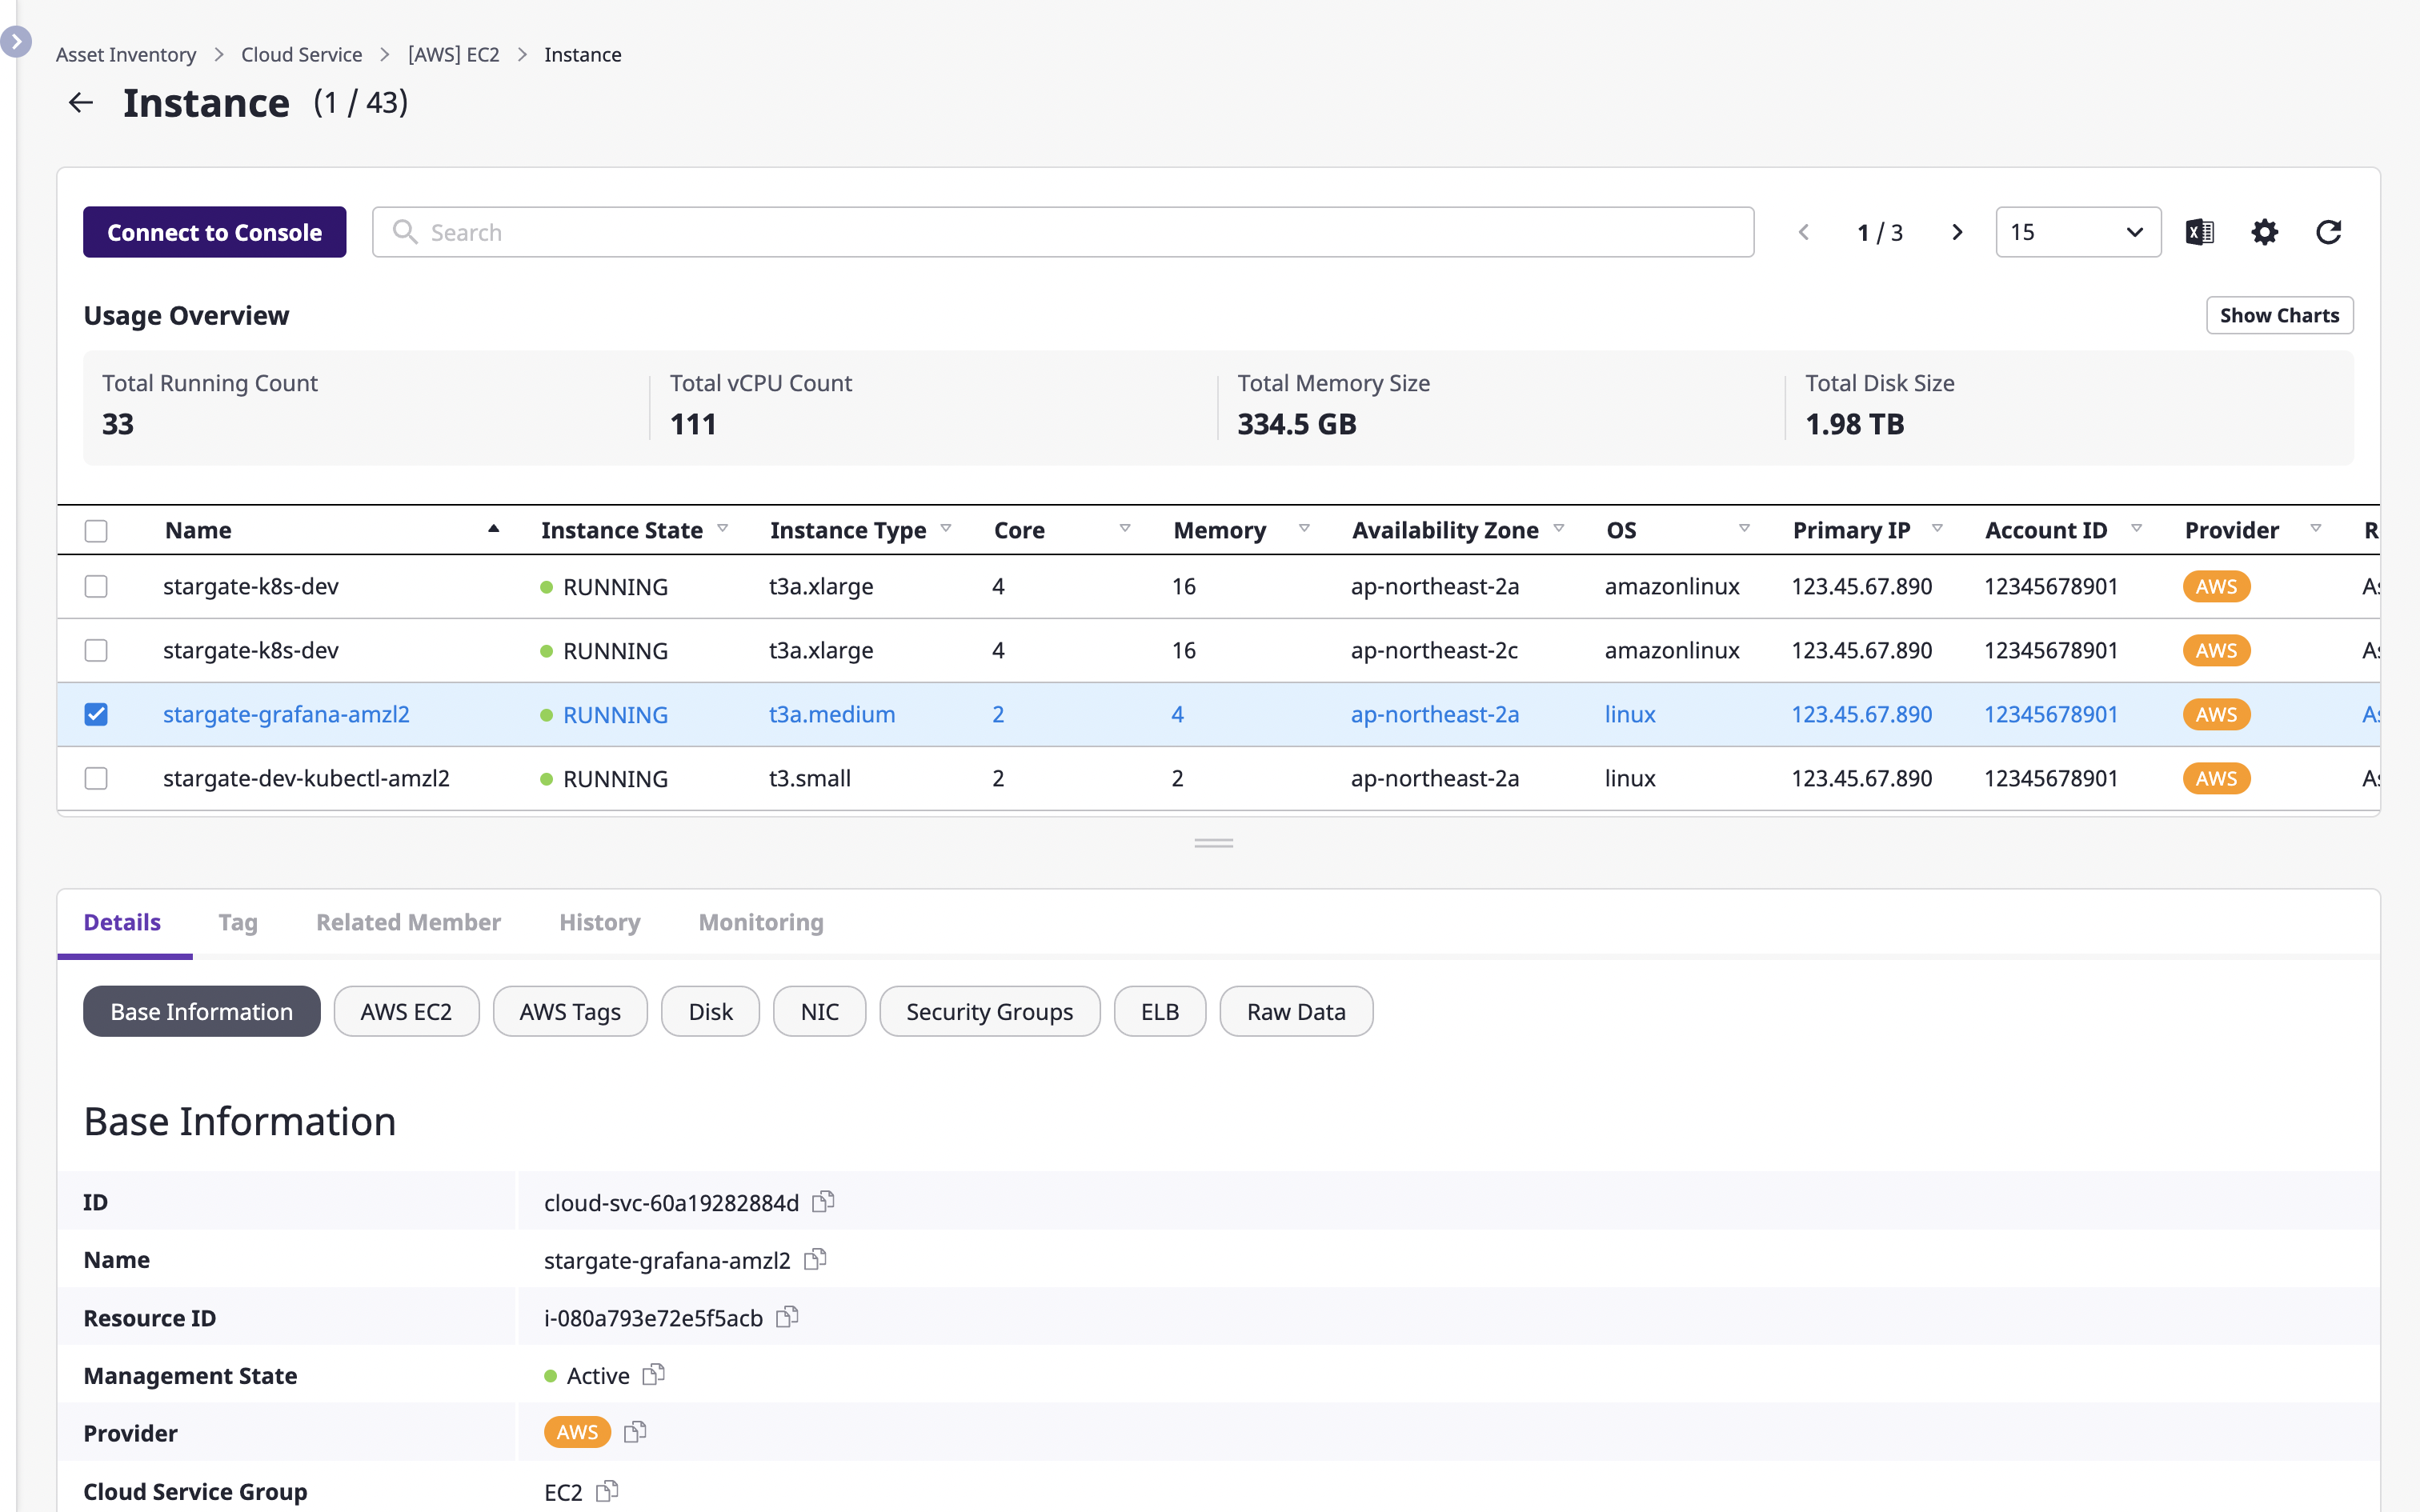 Asset Inventory > Cloud Service > [AWS] EC2 > Instance
Instance (1 / 43)
Connect to Console Search 1 / 3 15
Usage Overview Show Charts
Total Running Count Total vCPU Count Total Memory Size Total Disk Size
33 111 334.5 GB 1.98 TB
Name Instance State Instance Type Core Memory Availability Zone OS Primary IP Account ID Provider R
stargate-k8s-dev RUNNING t3a.xlarge 4 16 ap-northeast-2a amazonlinux 123.45.67.890 12345678901 AWS
stargate-k8s-dev RUNNING t3a.xlarge 4 16 ap-northeast-2c amazonlinux 123.45.67.890 12345678901 AWS
stargate-grafana-amzl2 RUNNING t3a.medium 2 4 ap-northeast-2a linux 123.45.67.890 12345678901 AWS
stargate-dev-kubectl-amzl2 RUNNING t3.small 2 2 ap-northeast-2a linux 123.45.67.890 12345678901 AWS
Details Tag Related Member History Monitoring
Base Information AWS EC2 AWS Tags Disk NIC Security Groups ELB Raw Data
Base Information
ID cloud-svc-60a19282884d
Name stargate-grafana-amzl2
Resource ID i-080a793e72e5f5acb
Management State Active
Provider AWS
Cloud Service Group EC2